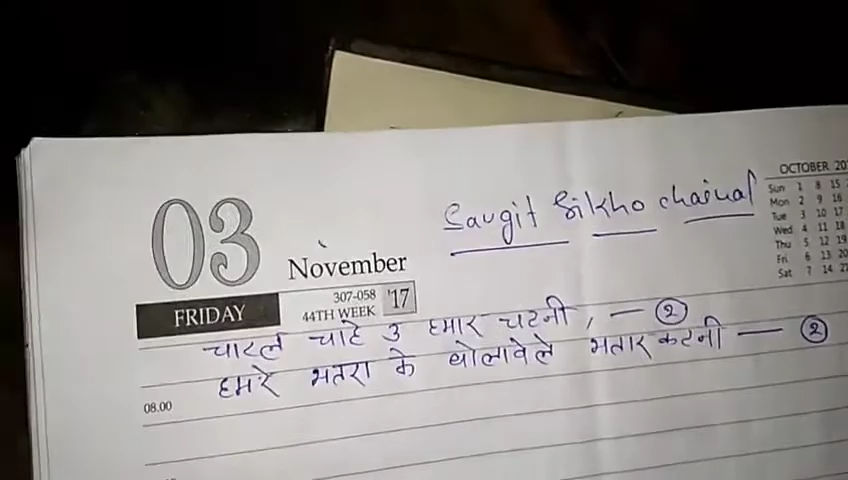 OCTOBER 20
Sun 1 8 15
Mon 2 9 16
Tue 3 10 17
Wed 4 11 18
Thu 5 12 19
Fri 6 13 20
Sat 7 14 2
Sangit Sikho chainal
03
November
FRIDAY
307-058
44TH WEEK '17
चाटल चाहे उ हमार चटनी, — 2
हमरे भतरा के बोलावेले भतार कटनी — 2
08.00